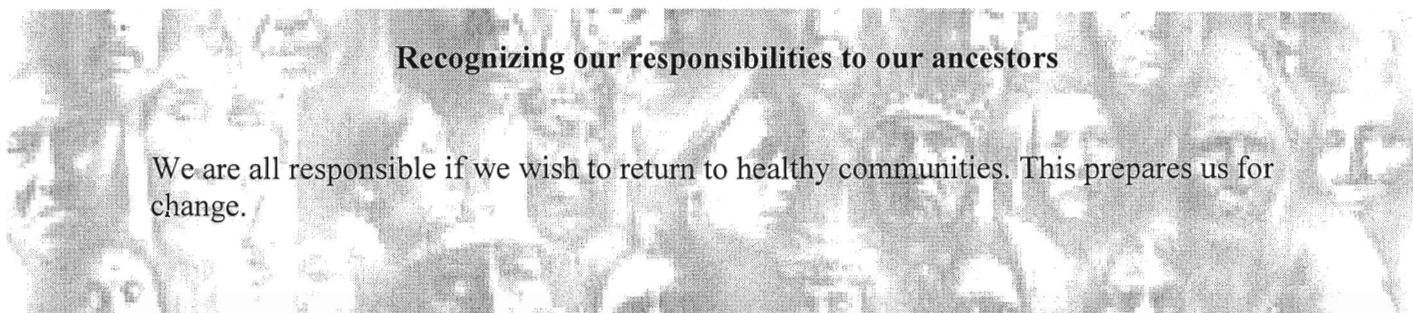 Recognizing our responsibilities to our ancestors
We are all responsible if we wish to return to healthy communities. This prepares us for
change.